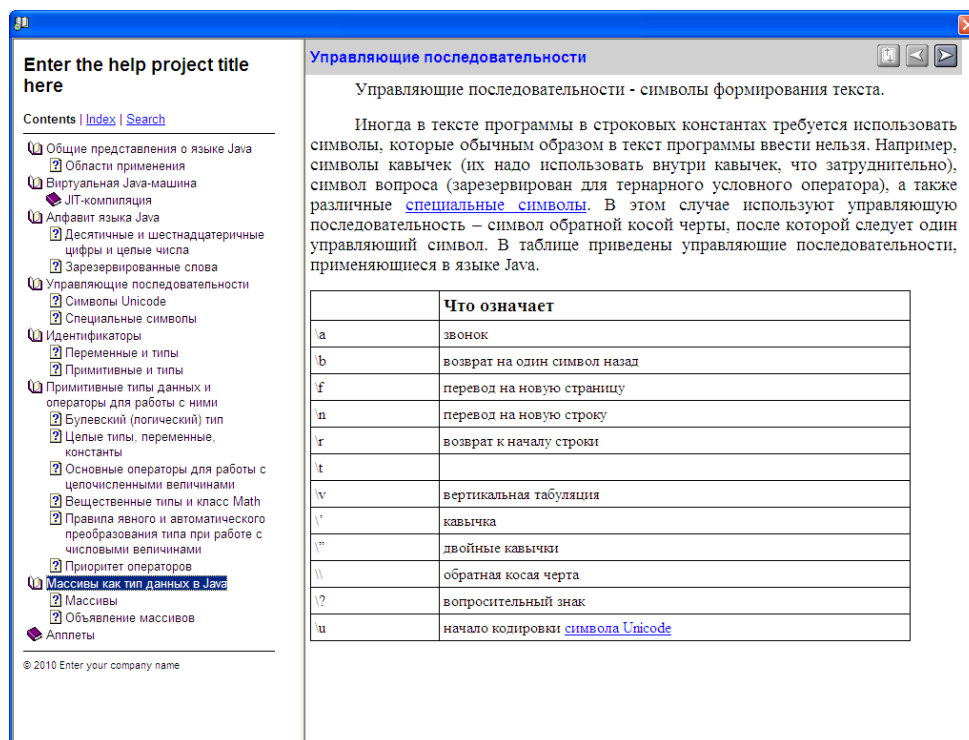 Enter the help project title
here
Contents | Index | Search
Общие представления о языке Java
Области применения
Виртуальная Java-машина
JIT-компиляция
Алфавит языка Java
Десятичные и шестнадцатеричные
цифры и целые числа
Зарезервированные слова
Управляющие последовательности
Символы Unicode
Специальные символы
Идентификаторы
Переменные и типы
Примитивные и типы
Примитивные типы данных и
операторы для работы с ними
Булевский (логический) тип
Целые типы, переменные,
константы
Основные операторы для работы с
целочисленными величинами
Вещественные типы и класс Math
Правила явного и автоматического
преобразования типа при работе с
числовыми величинами
Приоритет операторов
Массивы как тип данных в Java
Массивы
Объявление массивов
Апплеты
© 2010 Enter your company name
Управляющие последовательности
Управляющие последовательности - символы формирования текста.
Иногда в тексте программы в строковых константах требуется использовать
символы, которые обычным образом в текст программы ввести нельзя. Например,
символы кавычек (их надо использовать внутри кавычек, что затруднительно),
символ вопроса (зарезервирован для тернарного условного оператора), а также
различные специальные символы. В этом случае используют управляющую
последовательность – символ обратной косой черты, после которой следует один
управляющий символ. В таблице приведены управляющие последовательности,
применяющиеся в языке Java.
Что означает
\a звонок
\b возврат на один символ назад
\f перевод на новую страницу
\n перевод на новую строку
\r возврат к началу строки
\t
\v вертикальная табуляция
\’ кавычка
\” двойные кавычки
\\ обратная косая черта
\? вопросительный знак
\u начало кодировки символа Unicode